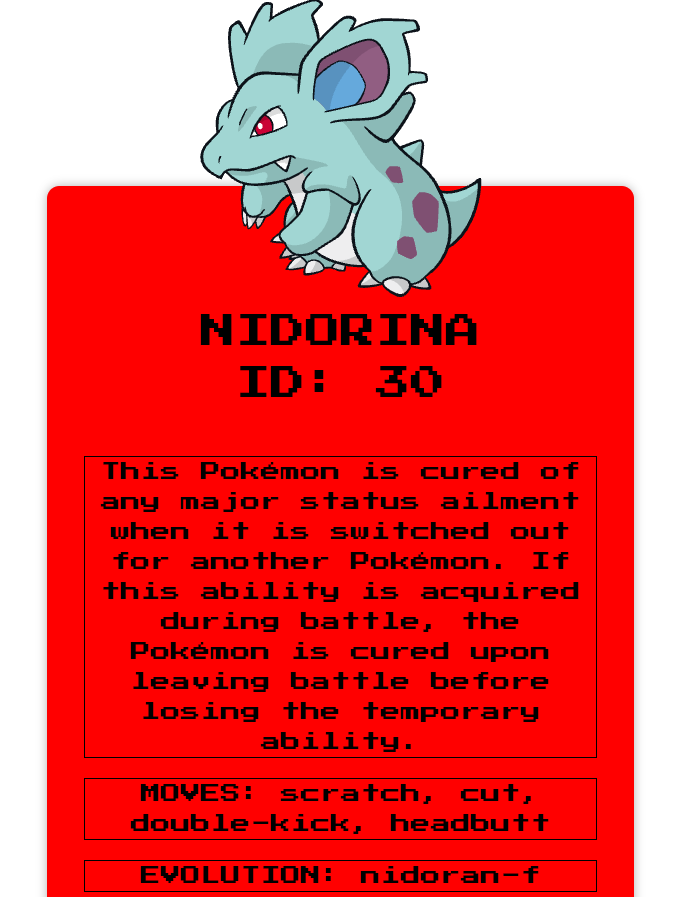 NIDORINA
ID: 30
This Pokémon is cured of
any major status ailment
when it is switched out
for another Pokémon. If
this ability is acquired
during battle, the
Pokémon is cured upon
leaving battle before
losing the temporary
ability.
MOVES: scratch, cut,
double-kick, headbutt
EVOLUTION: nidoran-f